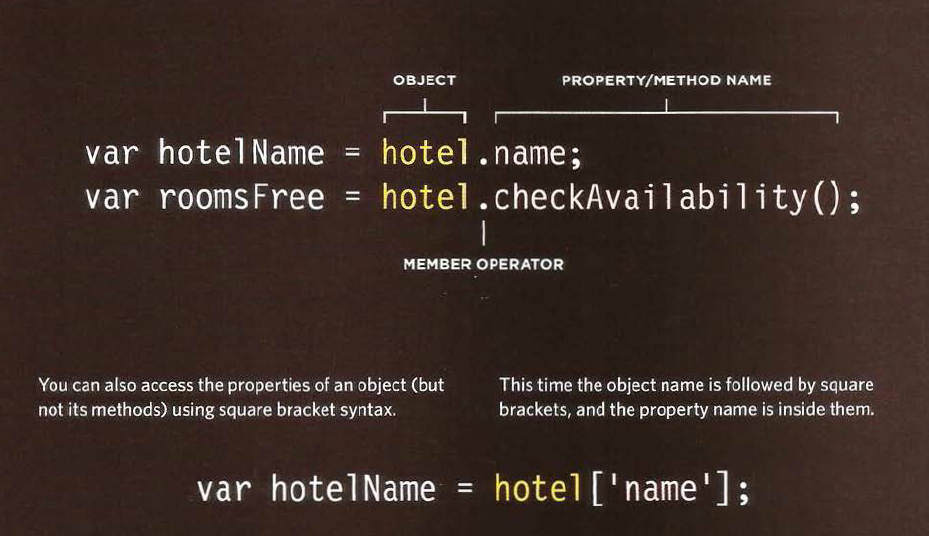 OBJECT PROPERTY/METHOD NAME
var hotelName = hotel.name;
var roomsFree = hotel.checkAvailability();
MEMBER OPERATOR
You can also access the properties of an object (but
not its methods) using square bracket syntax.
This time the object name is followed by square
brackets, and the property name is inside them.
var hotelName = hotel['name'];